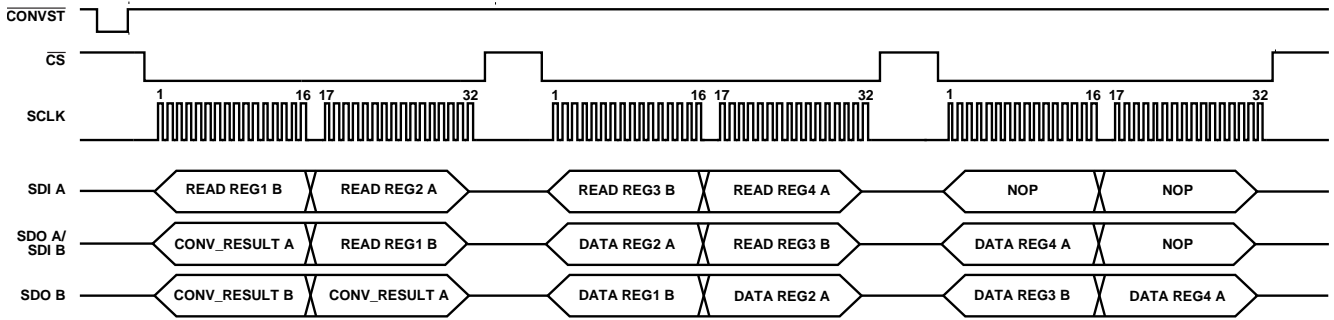 CONVST
CS
1 16 17 32 1 16 17 32 1 16 17 32
SCLK
SDI A READ REG1 B READ REG2 A READ REG3 B READ REG4 A NOP NOP
SDO A/
SDI B CONV_RESULT A READ REG1 B DATA REG2 A READ REG3 B DATA REG4 A NOP
SDO B CONV_RESULT B CONV_RESULT A DATA REG1 B DATA REG2 A DATA REG3 B DATA REG4 A